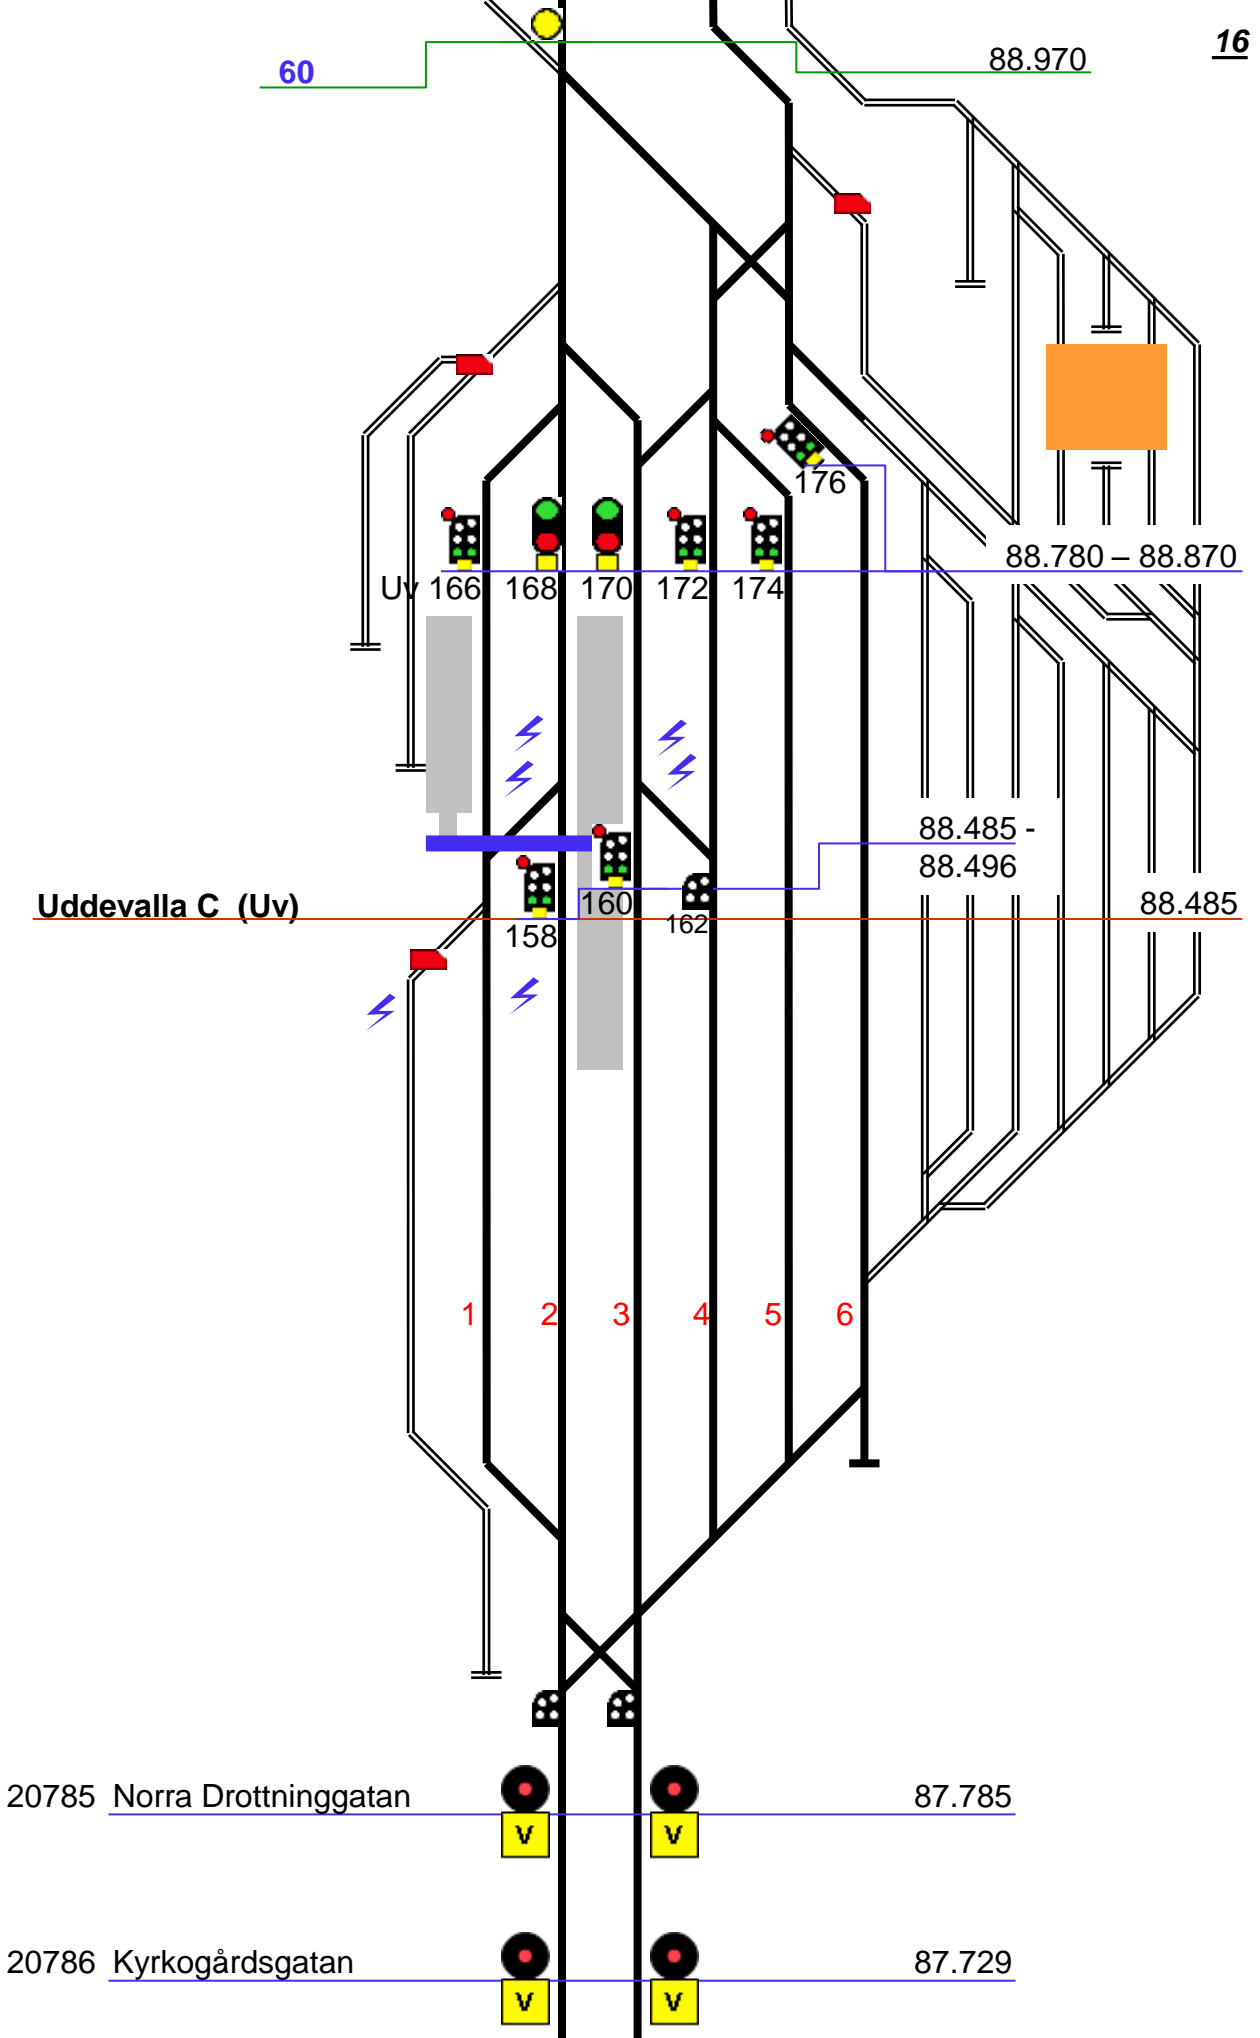 16
60 88.970
176
88.780 – 88.870
Uv 166 168 170 172 174
88.485 -
88.496
Uddevalla C (Uv) 160 162 88.485
158
1 2 3 4 5 6
20785 Norra Drottninggatan 87.785
V V
20786 Kyrkogårdsgatan 87.729
V V